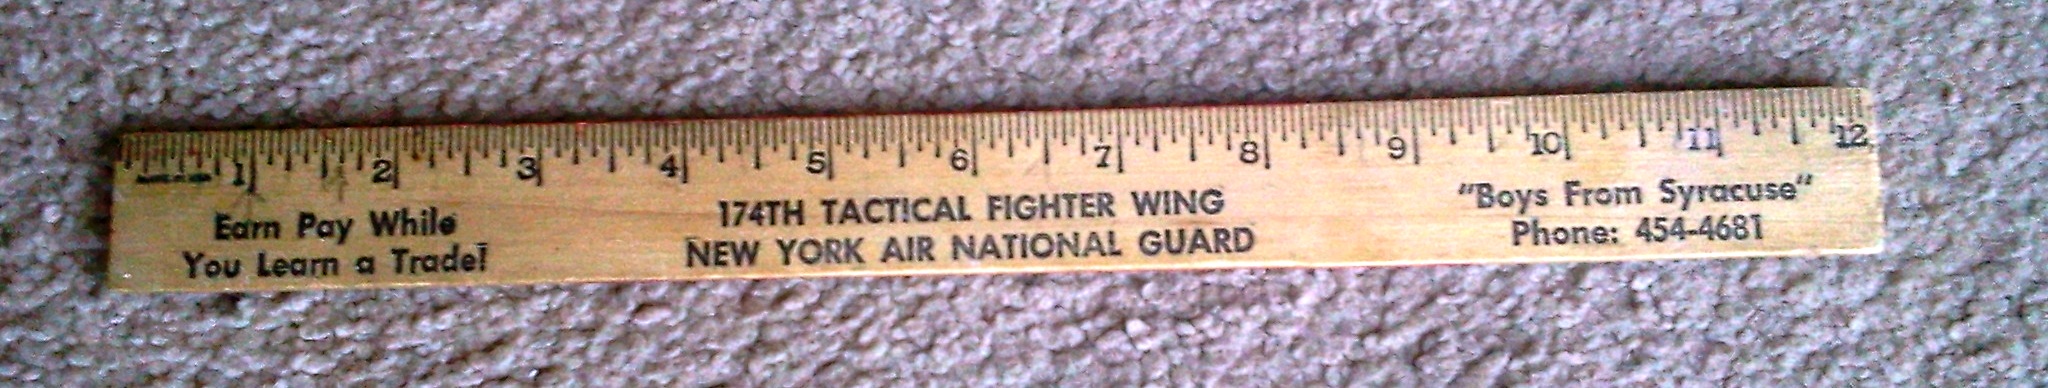 1 2 3 4 5 6 7 8 9 10 11 12
Earn Pay While
You Learn a Trade!
174TH TACTICAL FIGHTER WING
NEW YORK AIR NATIONAL GUARD
"Boys From Syracuse"
Phone: 454-4681